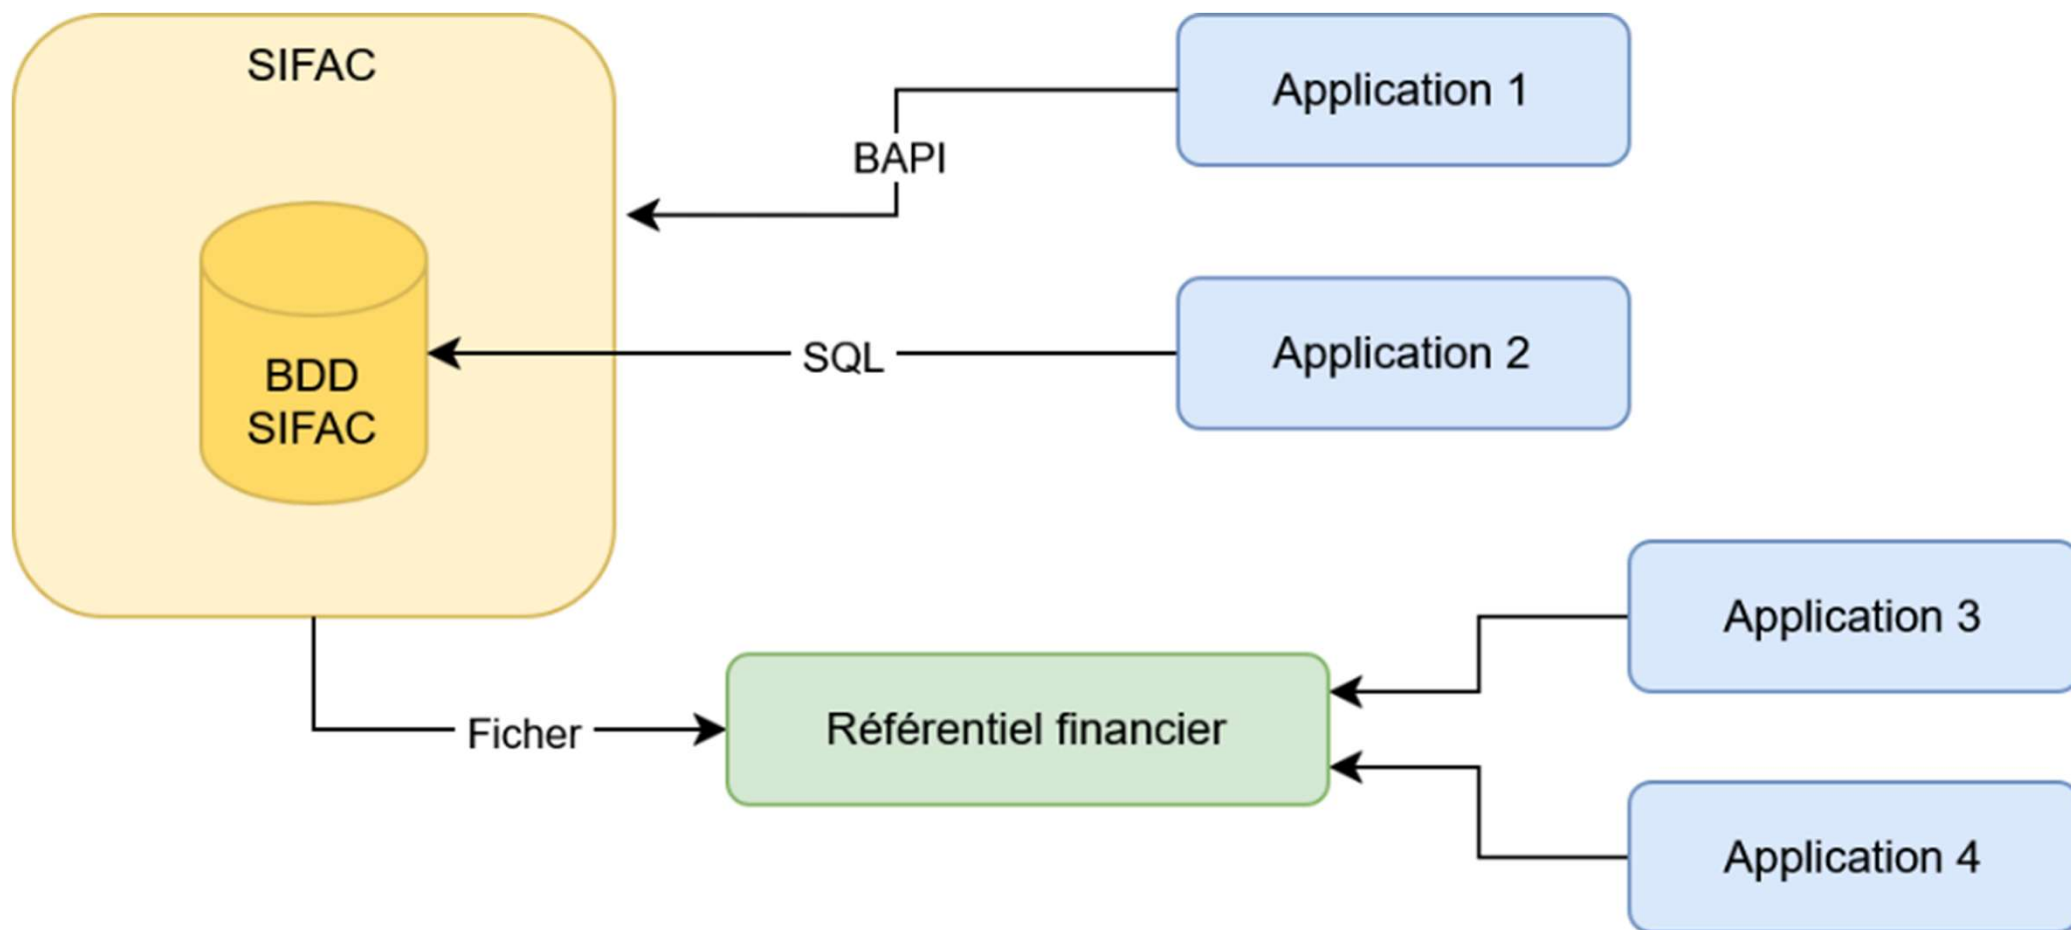 SIFAC
Application 1
BAPI
BDD
SIFAC
SQL
Application 2
Application 3
Ficher
Référentiel financier
Application 4